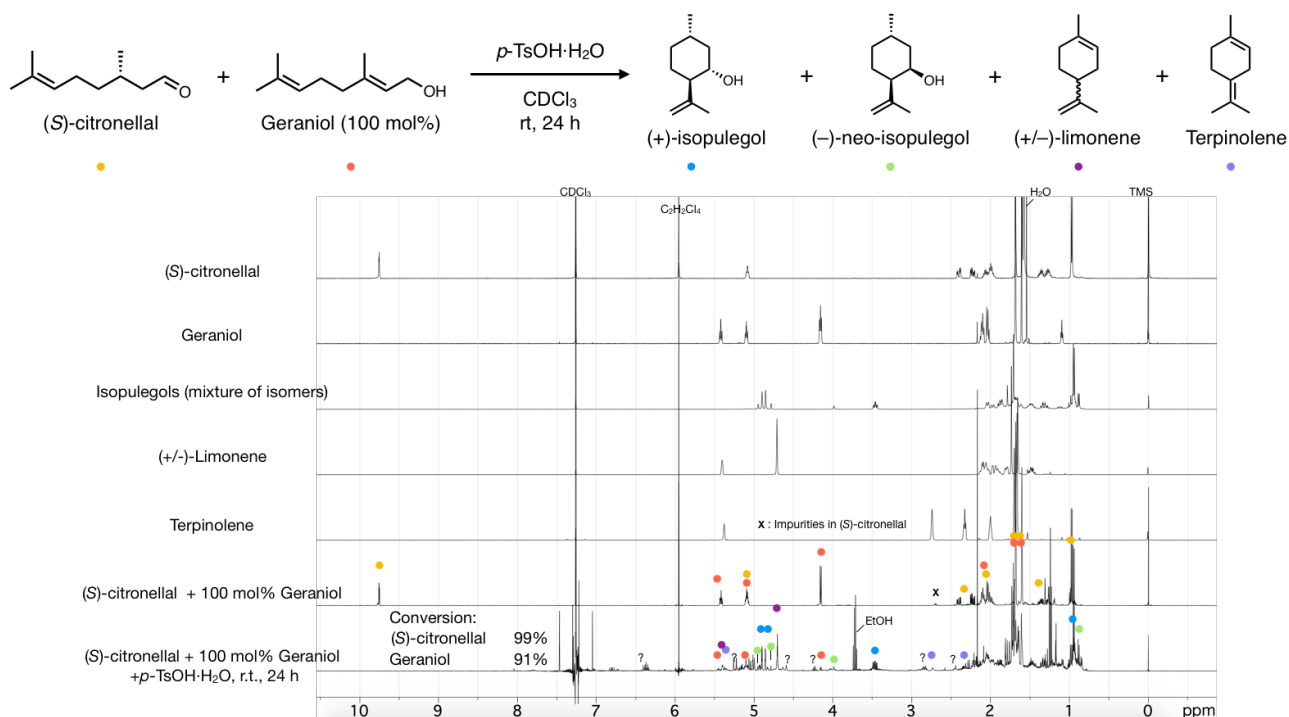 p-TsOH·H₂O
CDCl₃
rt, 24 h
O
OH
OH
OH
+
+
+
+
(S)-citronellal
Geraniol (100 mol%)
(+)-isopulegol
(–)-neo-isopulegol
(+/–)-limonene
Terpinolene
CDCl₃
C₂H₂Cl₄
H₂O
TMS
(S)-citronellal
Geraniol
Isopulegols (mixture of isomers)
(+/-)-Limonene
Terpinolene
x : Impurities in (S)-citronellal
(S)-citronellal + 100 mol% Geraniol
x
Conversion:
(S)-citronellal 99%
Geraniol 91%
EtOH
(S)-citronellal + 100 mol% Geraniol
+p-TsOH·H₂O, r.t., 24 h
? ? ? ? ? ?
10 9 8 7 6 5 4 3 2 1 ppm 0